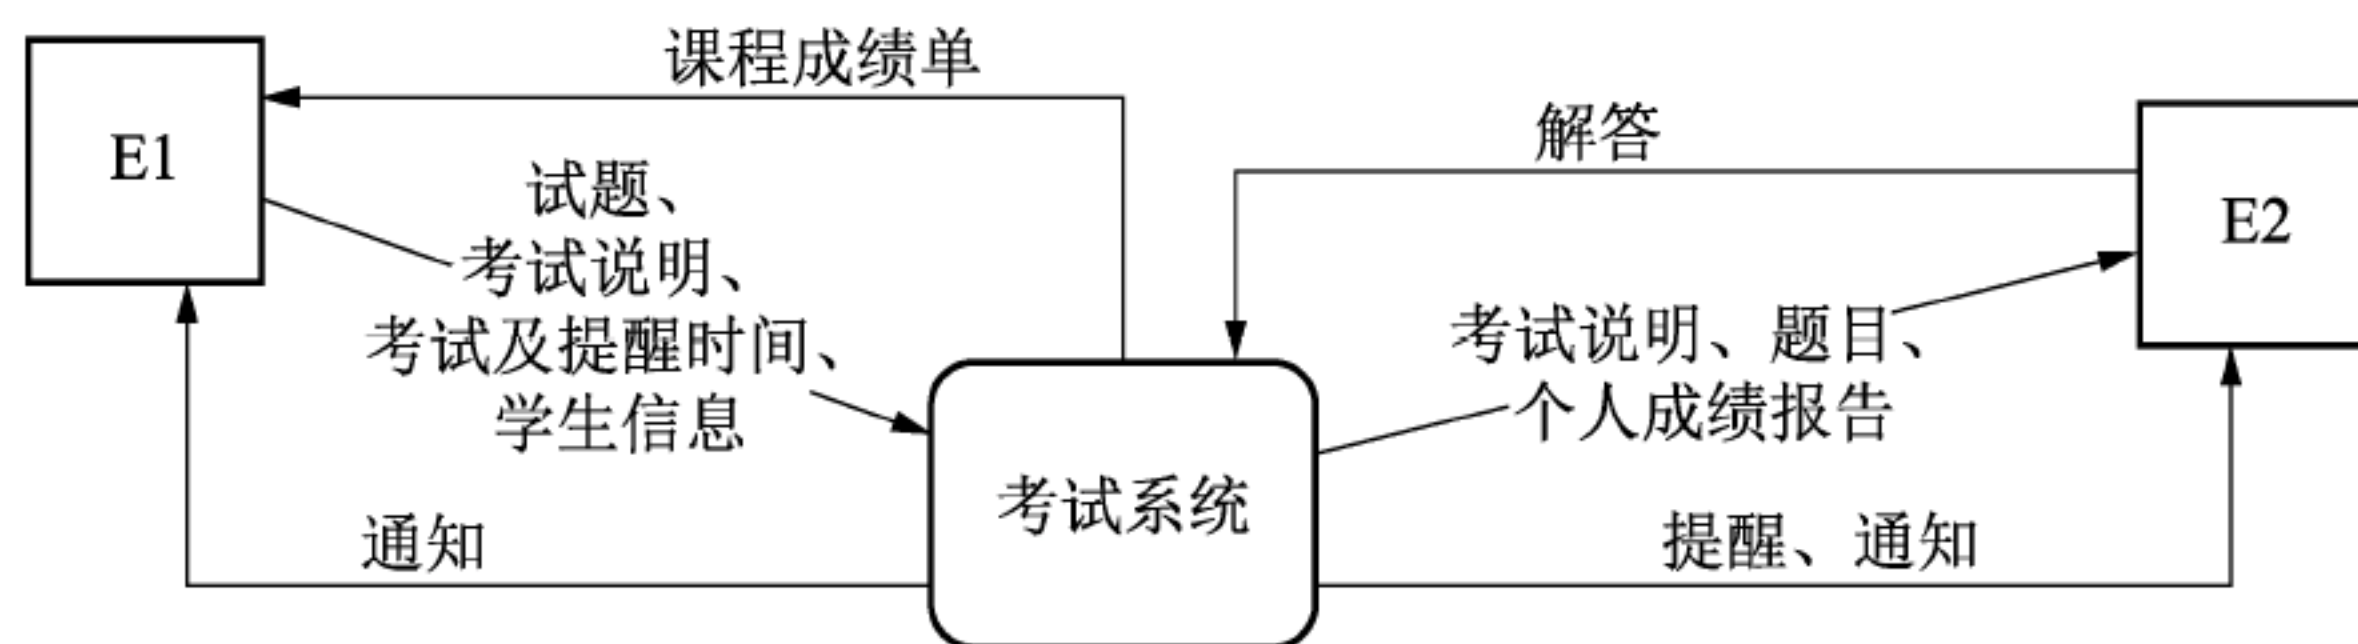 课程成绩单
解答
E1
试题、
考试说明、
考试及提醒时间、
学生信息
E2
考试说明、题目、
个人成绩报告
考试系统
通知
提醒、通知